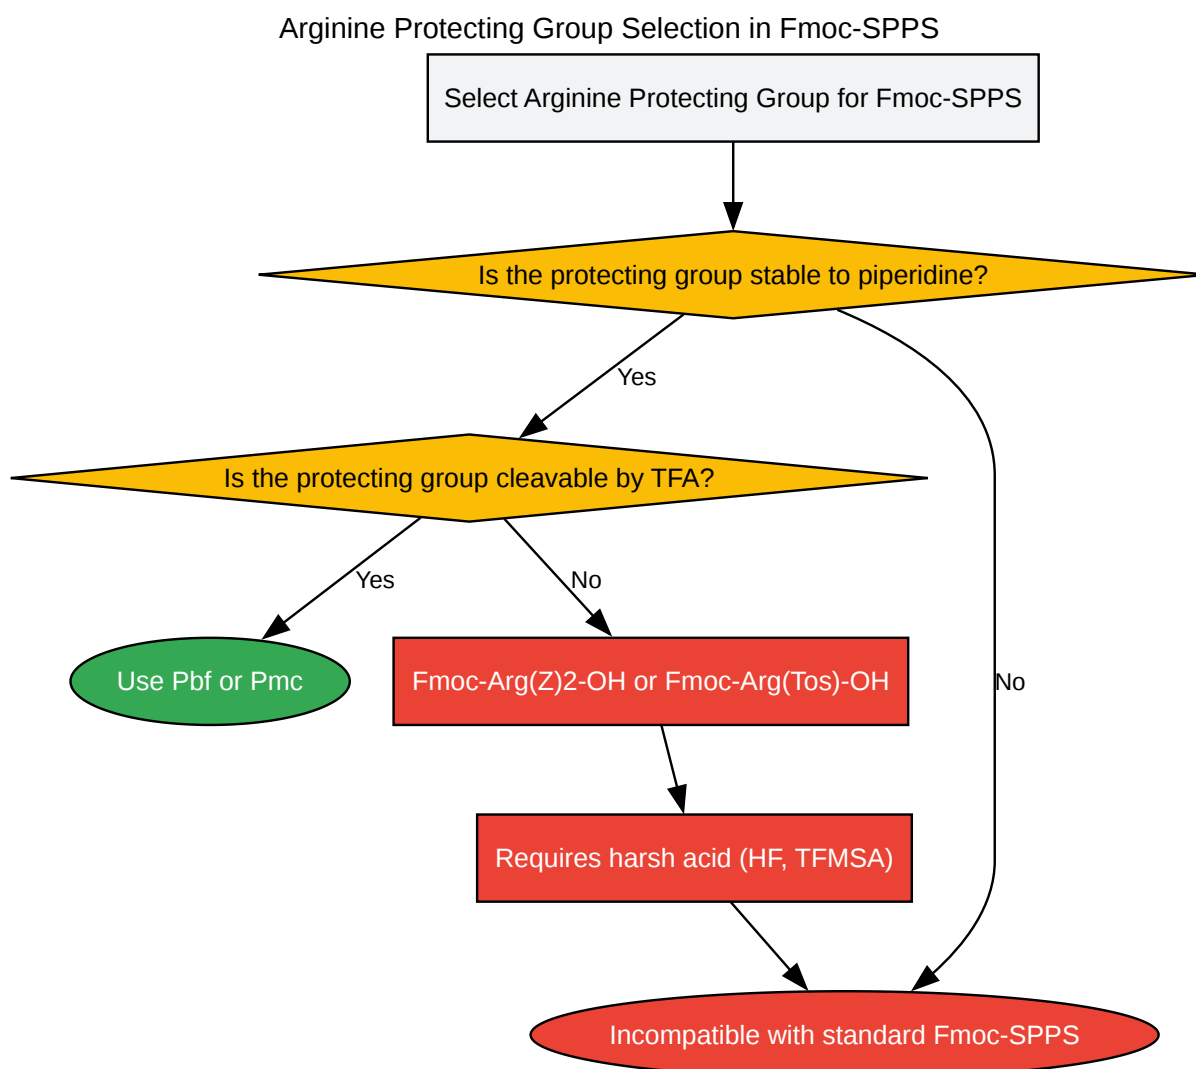 Arginine Protecting Group Selection in Fmoc-SPPS
Select Arginine Protecting Group for Fmoc-SPPS
Is the protecting group stable to piperidine?
Yes
Is the protecting group cleavable by TFA?
Yes
No
Use Pbf or Pmc
Fmoc-Arg(Z)2-OH or Fmoc-Arg(Tos)-OH
No
Requires harsh acid (HF, TFMSA)
Incompatible with standard Fmoc-SPPS